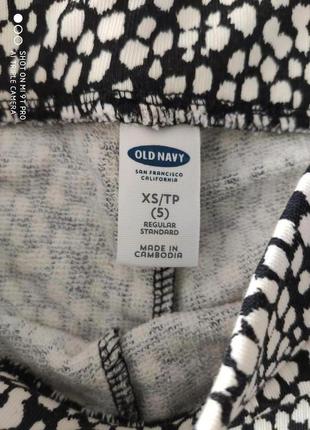 SHOT ON MI 9T PRO
AI TRIPLE CAMERA
OLD NAVY
SAN FRANCISCO
CALIFORNIA
XS/TP
(5)
REGULAR
STANDARD
MADE IN
CAMBODIA